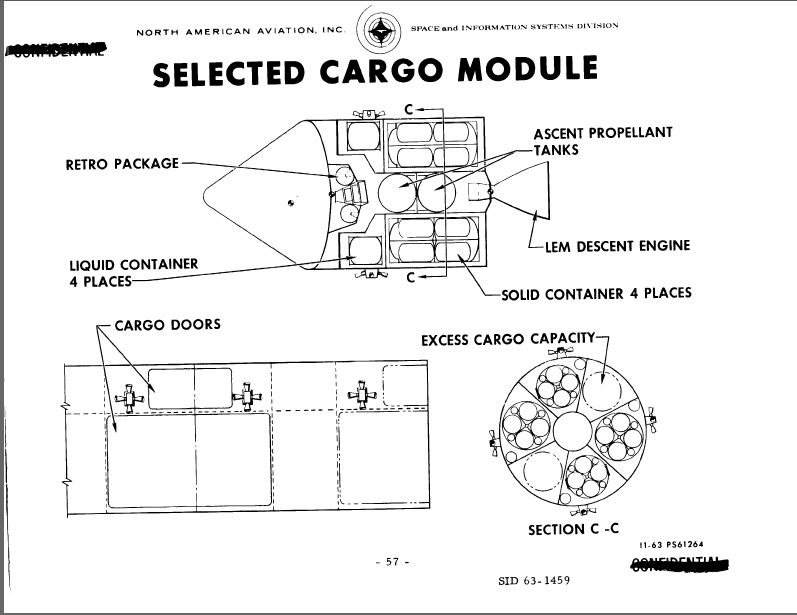 NORTH AMERICAN AVIATION, INC.
SPACE and INFORMATION SYSTEMS DIVISION
CONFIDENTIAL
SELECTED CARGO MODULE
C
ASCENT PROPELLANT
TANKS
RETRO PACKAGE
LEM DESCENT ENGINE
LIQUID CONTAINER
4 PLACES
C
SOLID CONTAINER 4 PLACES
CARGO DOORS
EXCESS CARGO CAPACITY
SECTION C-C
11-63 PS61264
CONFIDENTIAL
- 57 -
SID 63-1459